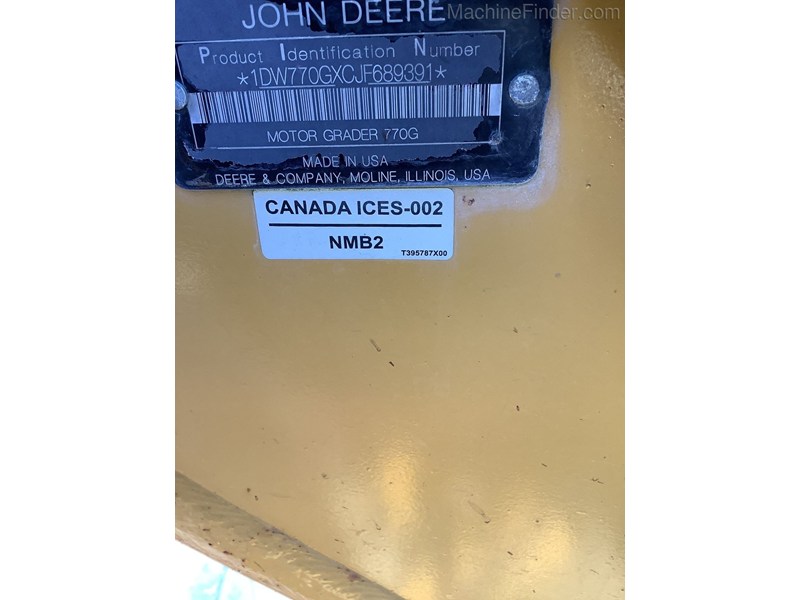 JOHN DEERE
MachineFinder.com
Product Identification Number
*1DW770GXCJF689391*
MOTOR GRADER 770G
MADE IN USA
DEERE & COMPANY, MOLINE, ILLINOIS, USA
CANADA ICES-002
NMB2
T395787X00